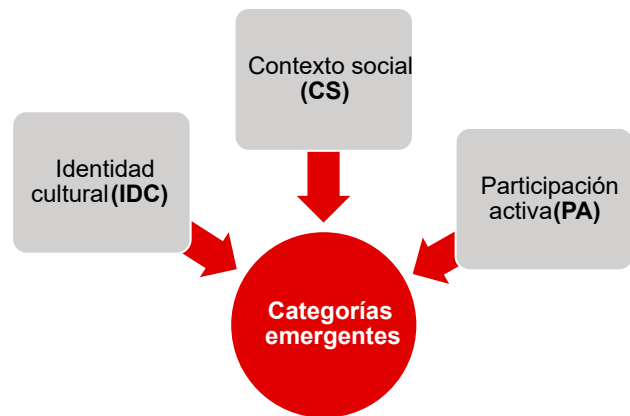 Contexto social
(CS)
Identidad
cultural(IDC)
Participación
activa(PA)
Categorías
emergentes